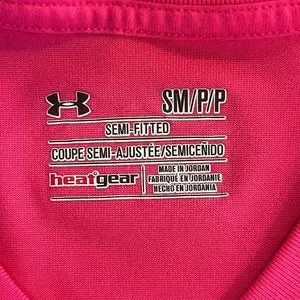 SM/P/P
SEMI-FITTED
COUPE SEMI-AJUSTÉE/SEMICEÑIDO
heatgear
MADE IN JORDAN
FABRIQUÉ EN JORDANIE
HECHO EN JORDANIA